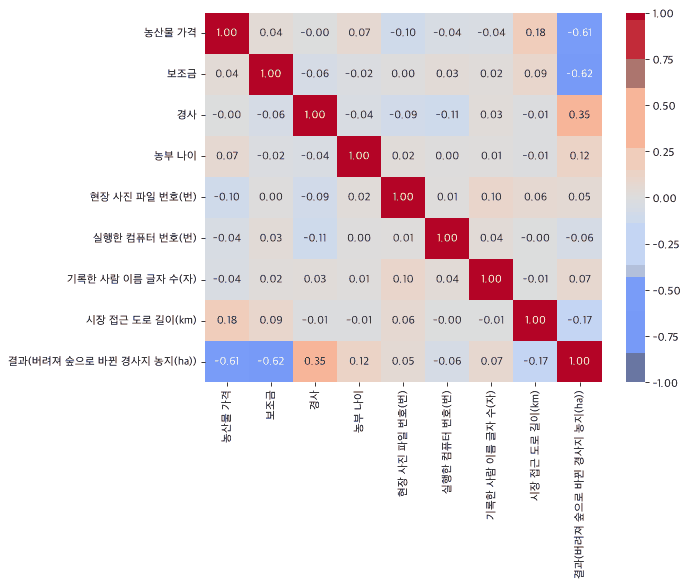 농산물 가격 1.00 0.04 -0.00 0.07 -0.10 -0.04 -0.04 0.18 -0.61
보조금 0.04 1.00 -0.06 -0.02 0.00 0.03 0.02 0.09 -0.62
경사 -0.00 -0.06 1.00 -0.04 -0.09 -0.11 0.03 -0.01 0.35
농부 나이 0.07 -0.02 -0.04 1.00 0.02 0.00 0.01 -0.01 0.12
현장 사진 파일 번호(번) -0.10 0.00 -0.09 0.02 1.00 0.01 0.10 0.06 0.05
실행한 컴퓨터 번호(번) -0.04 0.03 -0.11 0.00 0.01 1.00 0.04 -0.00 -0.06
기록한 사람 이름 글자 수(자) -0.04 0.02 0.03 0.01 0.10 0.04 1.00 -0.01 0.07
시장 접근 도로 길이(km) 0.18 0.09 -0.01 -0.01 0.06 -0.00 -0.01 1.00 -0.17
결과(버려져 숲으로 바뀐 경사지 농지(ha)) -0.61 -0.62 0.35 0.12 0.05 -0.06 0.07 -0.17 1.00
농산물 가격
보조금
경사
농부 나이
현장 사진 파일 번호(번)
실행한 컴퓨터 번호(번)
기록한 사람 이름 글자 수(자)
시장 접근 도로 길이(km)
결과(버려져 숲으로 바뀐 경사지 농지(ha))
1.00
0.75
0.50
0.25
0.00
-0.25
-0.50
-0.75
-1.00